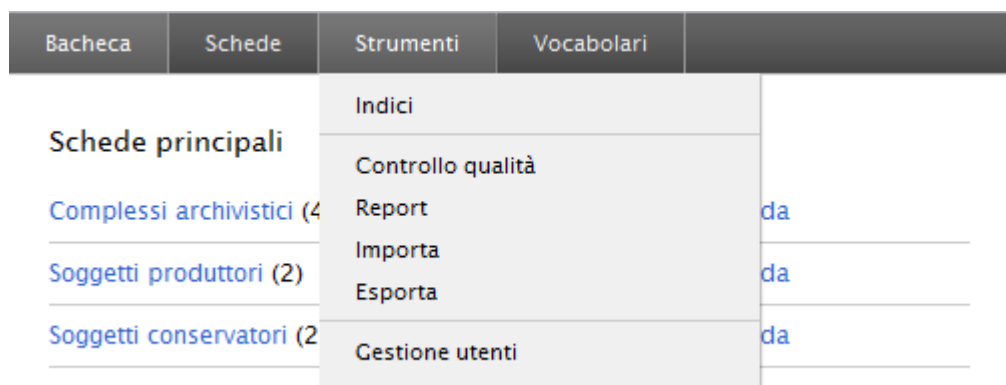 Bacheca Schede Strumenti Vocabolari
Indici
Schede principali
Controllo qualità
Complessi archivistici (4
Report
da
Importa
Soggetti produttori (2)
da
Esporta
Soggetti conservatori (2
da
Gestione utenti